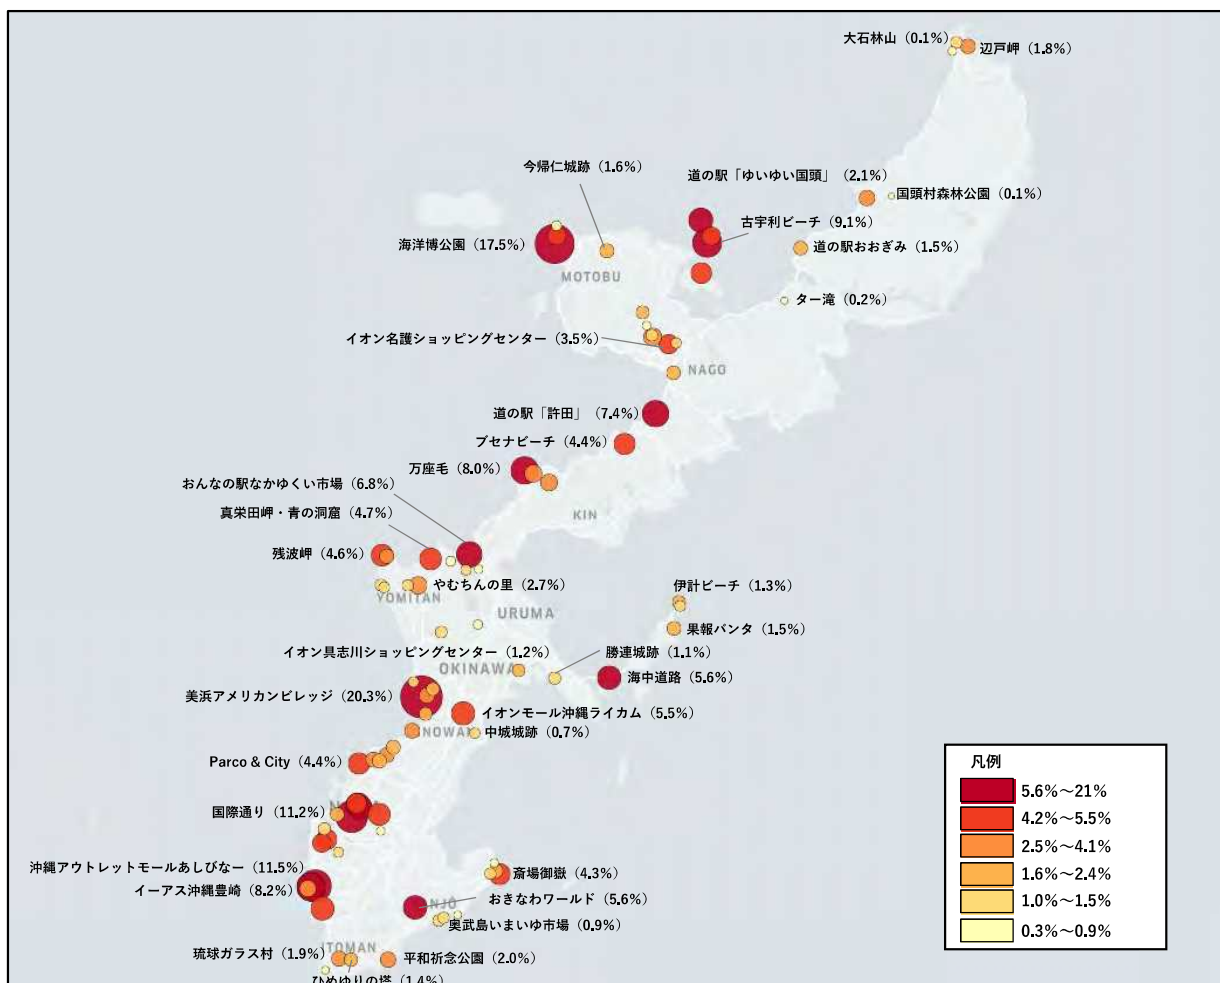 大石林山（0.1%）
辺戸岬（1.8%）
今帰仁城跡（1.6%）
道の駅「ゆいゆい国頭」（2.1%）
国頭村森林公園（0.1%）
古宇利ビーチ（9.1%）
海洋博公園（17.5%）
道の駅おおぎみ（1.5%）
MOTOBU
ター滝（0.2%）
イオン名護ショッピングセンター（3.5%）
NAGO
道の駅「許田」（7.4%）
ブセナビーチ（4.4%）
万座毛（8.0%）
おんなの駅なかゆくい市場（6.8%）
真栄田岬・青の洞窟（4.7%）
KIN
残波岬（4.6%）
やむちんの里（2.7%）
伊計ビーチ（1.3%）
YOMITAN
URUMA
果報バンタ（1.5%）
イオン具志川ショッピングセンター（1.2%）
勝連城跡（1.1%）
OKINAWA
海中道路（5.6%）
美浜アメリカンビレッジ（20.3%）
イオンモール沖縄ライカム（5.5%）
NOWAN
中城城跡（0.7%）
Parco & City（4.4%）
凡例
5.6%～21%
4.2%～5.5%
2.5%～4.1%
1.6%～2.4%
1.0%～1.5%
0.3%～0.9%
国際通り（11.2%）
沖縄アウトレットモールあしびなー（11.5%）
イーアス沖縄豊崎（8.2%）
斎場御嶽（4.3%）
おきなわワールド（5.6%）
NJŌ
奥武島いまいゆ市場（0.9%）
ITOMAN
琉球ガラス村（1.9%）
平和祈念公園（2.0%）
ひめゆりの塔（1.4%）